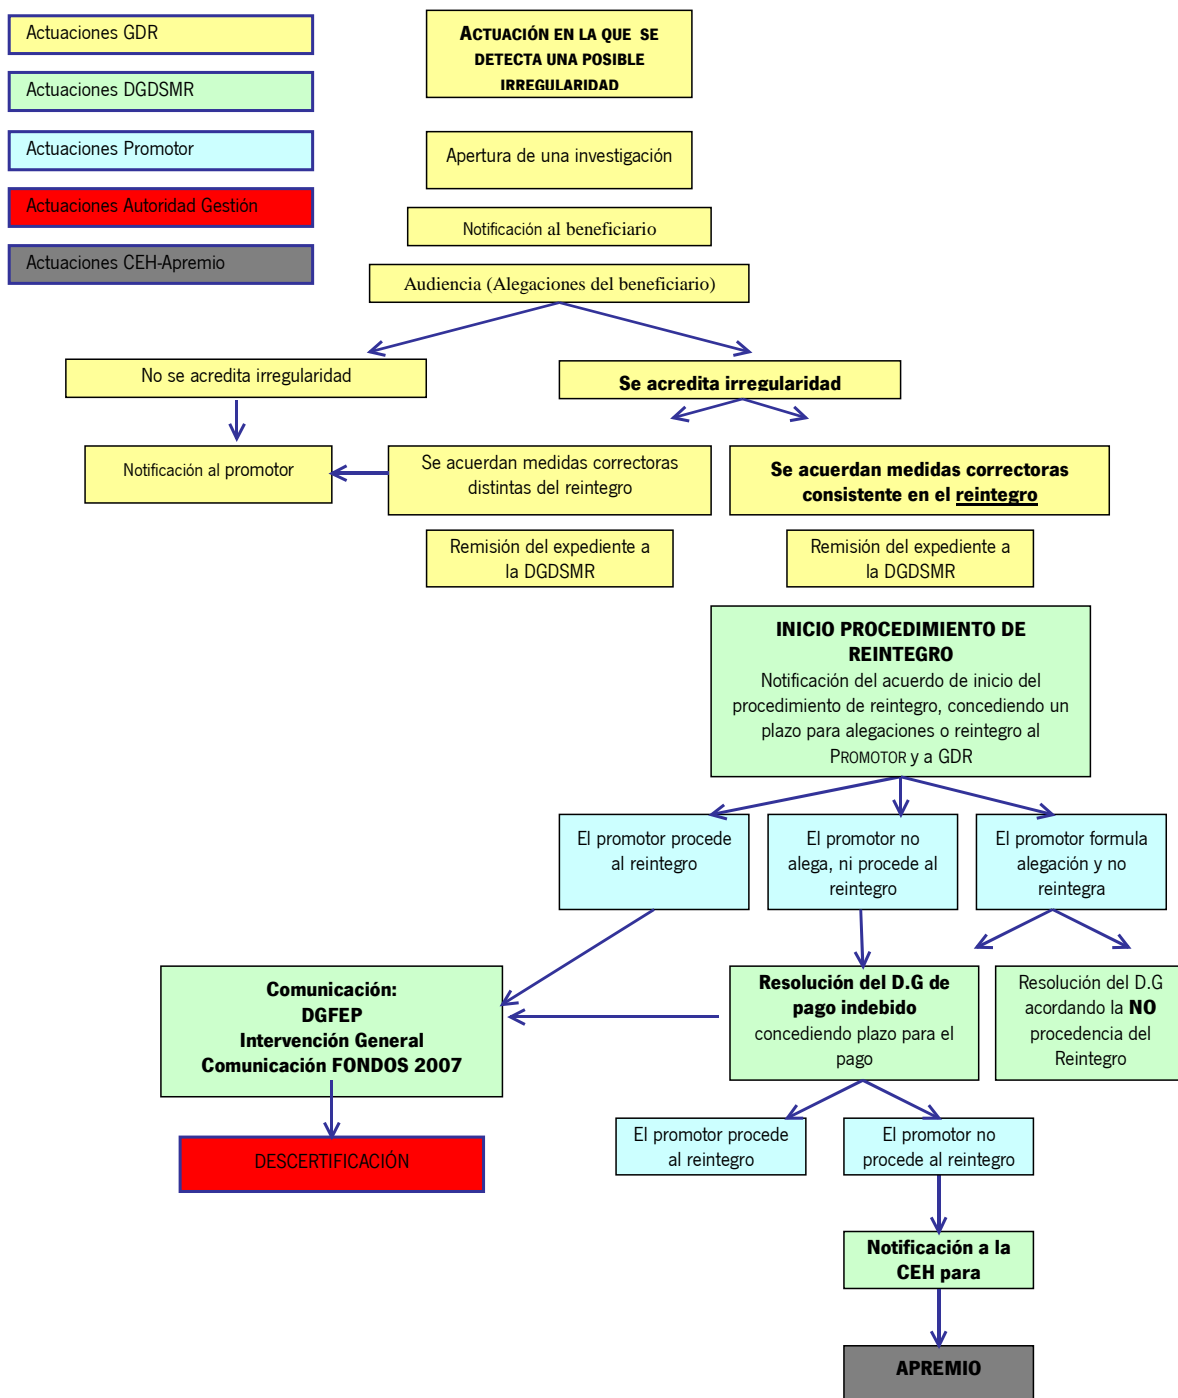 Actuaciones GDR
Actuaciones DGDSMR
Actuaciones Promotor
Actuaciones Autoridad Gestión
Actuaciones CEH-Apremio
ACTUACIÓN EN LA QUE SE
DETECTA UNA POSIBLE
IRREGULARIDAD
Apertura de una investigación
Notificación al beneficiario
Audiencia (Alegaciones del beneficiario)
No se acredita irregularidad
Se acredita irregularidad
Notificación al promotor
Se acuerdan medidas correctoras
distintas del reintegro
Se acuerdan medidas correctoras
consistente en el reintegro
Remisión del expediente a
la DGDSMR
Remisión del expediente a
la DGDSMR
INICIO PROCEDIMIENTO DE
REINTEGRO
Notificación del acuerdo de inicio del
procedimiento de reintegro, concediendo un
plazo para alegaciones o reintegro al
PROMOTOR y a GDR
El promotor procede
al reintegro
El promotor no
alega, ni procede al
reintegro
El promotor formula
alegación y no
reintegra
Comunicación:
DGFEP
Intervención General
Comunicación FONDOS 2007
Resolución del D.G de
pago indebido
concediendo plazo para el
pago
Resolución del D.G
acordando la NO
procedencia del
Reintegro
DESCERTIFICACIÓN
El promotor procede
al reintegro
El promotor no
procede al reintegro
Notificación a la
CEH para
APREMIO